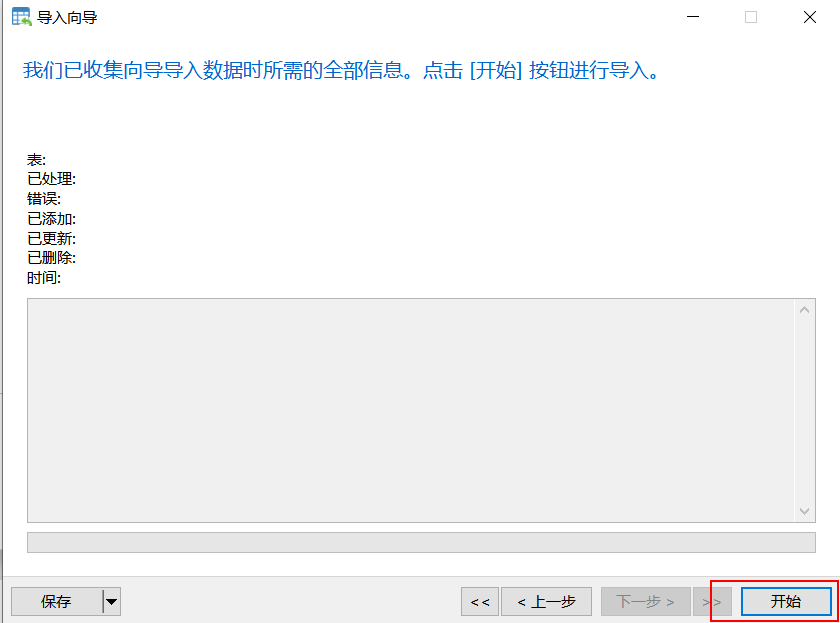 导入向导
我们已收集向导导入数据时所需的全部信息。点击 [开始] 按钮进行导入。
表:
已处理:
错误:
已添加:
已更新:
已删除:
时间:
保存 << < 上一步 下一步 > >> 开始